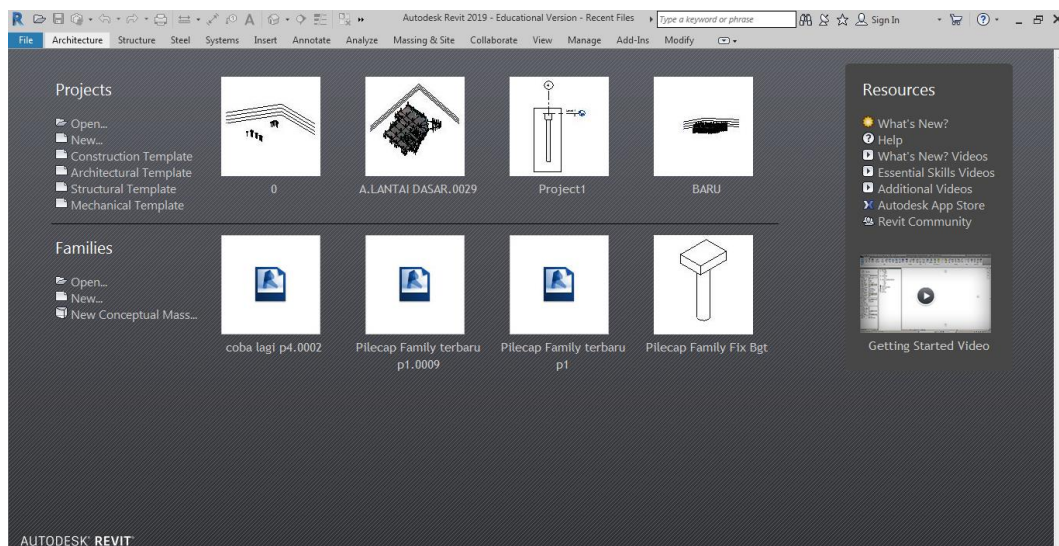 Autodesk Revit 2019 - Educational Version - Recent Files
Type a keyword or phrase
Sign In
File Architecture Structure Steel Systems Insert Annotate Analyze Massing & Site Collaborate View Manage Add-Ins Modify
Projects
Open...
New...
Construction Template
Architectural Template
Structural Template
Mechanical Template
0
A.LANTAI DASAR.0029
Project1
BARU
Families
Open...
New...
New Conceptual Mass...
coba lagi p4.0002
Pilecap Family terbaru
p1.0009
Pilecap Family terbaru
p1
Pilecap Family Fix Bgt
Resources
What's New?
Help
What's New? Videos
Essential Skills Videos
Additional Videos
Autodesk App Store
Revit Community
Getting Started Video
AUTODESK® REVIT®